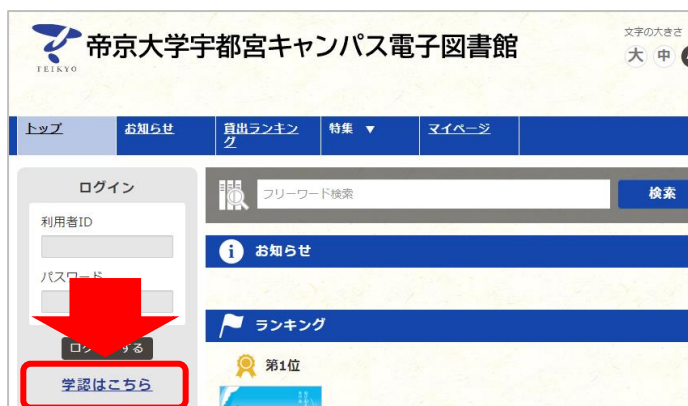 TEIKYO
帝京大学宇都宮キャンパス電子図書館
文字の大きさ
大 中
トップ
お知らせ
貸出ランキン
グ
特集 ▼
マイページ
ログイン
利用者ID
パスワード
学認はこちら
フリーワード検索
検索
i お知らせ
ランキング
第1位